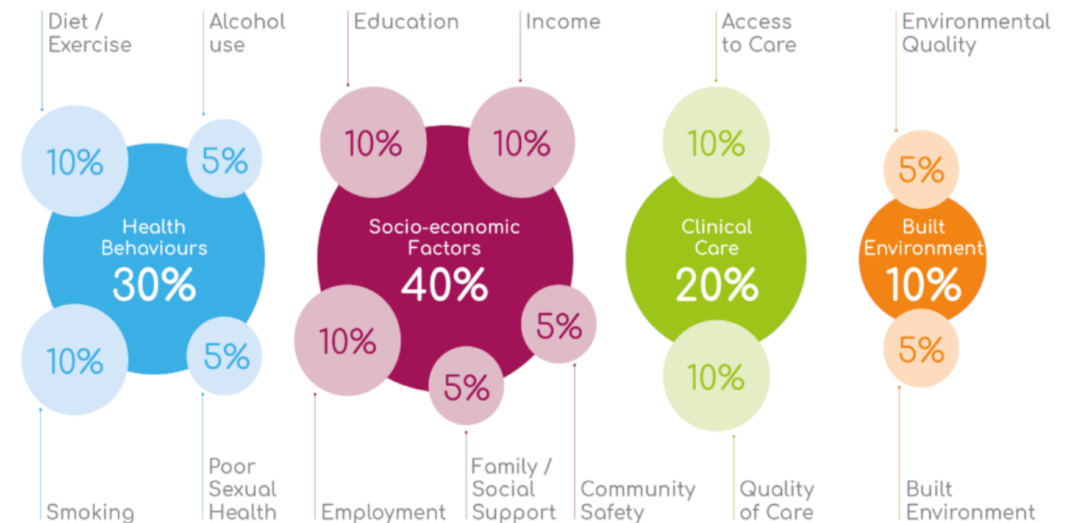 Diet /
Exercise
Alcohol
use
Education
Income
Access
to Care
Environmental
Quality
10%
5%
10%
10%
10%
5%
Health
Behaviours
30%
Socio-economic
Factors
40%
Clinical
Care
20%
Built
Environment
10%
10%
5%
10%
5%
5%
10%
5%
Smoking
Poor
Sexual
Health
Employment
Family /
Social
Support
Community
Safety
Quality
of Care
Built
Environment